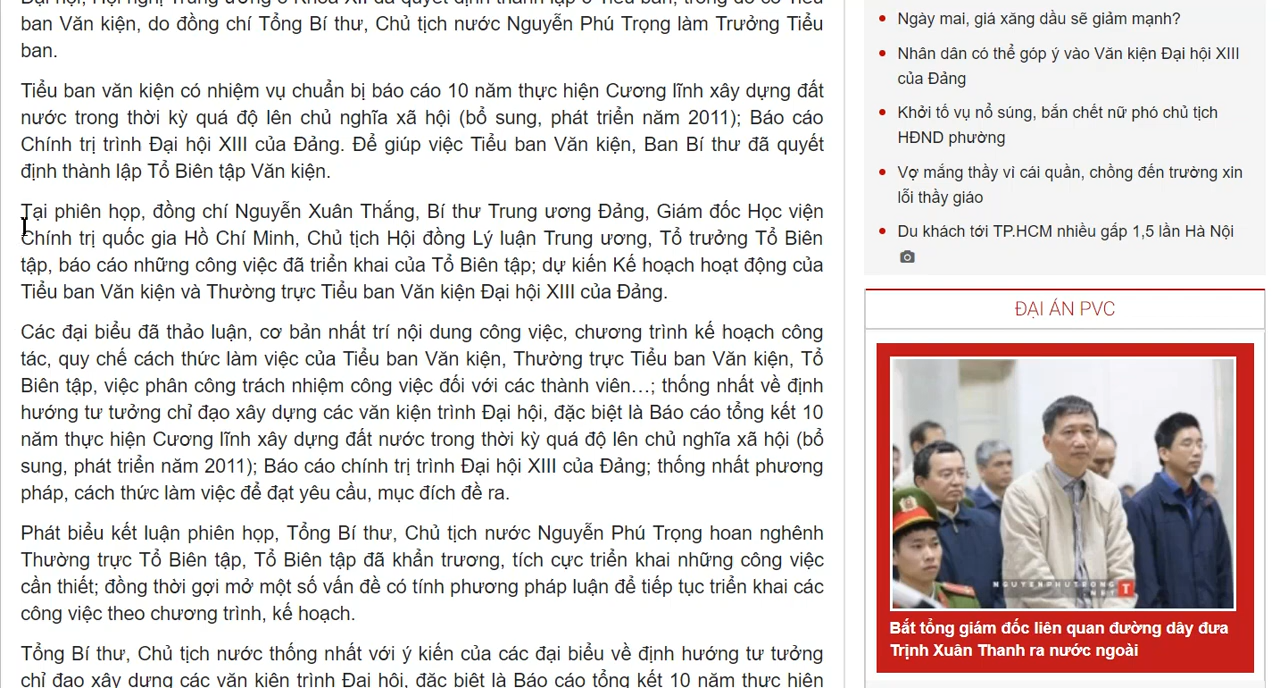 ban Văn kiện, do đồng chí Tổng Bí thư, Chủ tịch nước Nguyễn Phú Trọng làm Trưởng Tiểu
ban.
Tiểu ban văn kiện có nhiệm vụ chuẩn bị báo cáo 10 năm thực hiện Cương lĩnh xây dựng đất
nước trong thời kỳ quá độ lên chủ nghĩa xã hội (bổ sung, phát triển năm 2011); Báo cáo
Chính trị trình Đại hội XIII của Đảng. Để giúp việc Tiểu ban Văn kiện, Ban Bí thư đã quyết
định thành lập Tổ Biên tập Văn kiện.
Tại phiên họp, đồng chí Nguyễn Xuân Thắng, Bí thư Trung ương Đảng, Giám đốc Học viện
Chính trị quốc gia Hồ Chí Minh, Chủ tịch Hội đồng Lý luận Trung ương, Tổ trưởng Tổ Biên
tập, báo cáo những công việc đã triển khai của Tổ Biên tập; dự kiến Kế hoạch hoạt động của
Tiểu ban Văn kiện và Thường trực Tiểu ban Văn kiện Đại hội XIII của Đảng.
Các đại biểu đã thảo luận, cơ bản nhất trí nội dung công việc, chương trình kế hoạch công
tác, quy chế cách thức làm việc của Tiểu ban Văn kiện, Thường trực Tiểu ban Văn kiện, Tổ
Biên tập, việc phân công trách nhiệm công việc đối với các thành viên…; thống nhất về định
hướng tư tưởng chỉ đạo xây dựng các văn kiện trình Đại hội, đặc biệt là Báo cáo tổng kết 10
năm thực hiện Cương lĩnh xây dựng đất nước trong thời kỳ quá độ lên chủ nghĩa xã hội (bổ
sung, phát triển năm 2011); Báo cáo chính trị trình Đại hội XIII của Đảng; thống nhất phương
pháp, cách thức làm việc để đạt yêu cầu, mục đích đề ra.
Phát biểu kết luận phiên họp, Tổng Bí thư, Chủ tịch nước Nguyễn Phú Trọng hoan nghênh
Thường trực Tổ Biên tập, Tổ Biên tập đã khẩn trương, tích cực triển khai những công việc
cần thiết; đồng thời gợi mở một số vấn đề có tính phương pháp luận để tiếp tục triển khai các
công việc theo chương trình, kế hoạch.
Tổng Bí thư, Chủ tịch nước thống nhất với ý kiến của các đại biểu về định hướng tư tưởng
chỉ đạo xây dựng các văn kiện trình Đại hội, đặc biệt là Báo cáo tổng kết 10 năm thực hiện
Ngày mai, giá xăng dầu sẽ giảm mạnh?
Nhân dân có thể góp ý vào Văn kiện Đại hội XIII
của Đảng
Khởi tố vụ nổ súng, bắn chết nữ phó chủ tịch
HĐND phường
Vợ mắng thầy vì cái quần, chồng đến trường xin
lỗi thầy giáo
Du khách tới TP.HCM nhiều gấp 1,5 lần Hà Nội
ĐẠI ÁN PVC
NGUYENPHUTRONG
NET
T
Bắt tổng giám đốc liên quan đường dây đưa
Trịnh Xuân Thanh ra nước ngoài